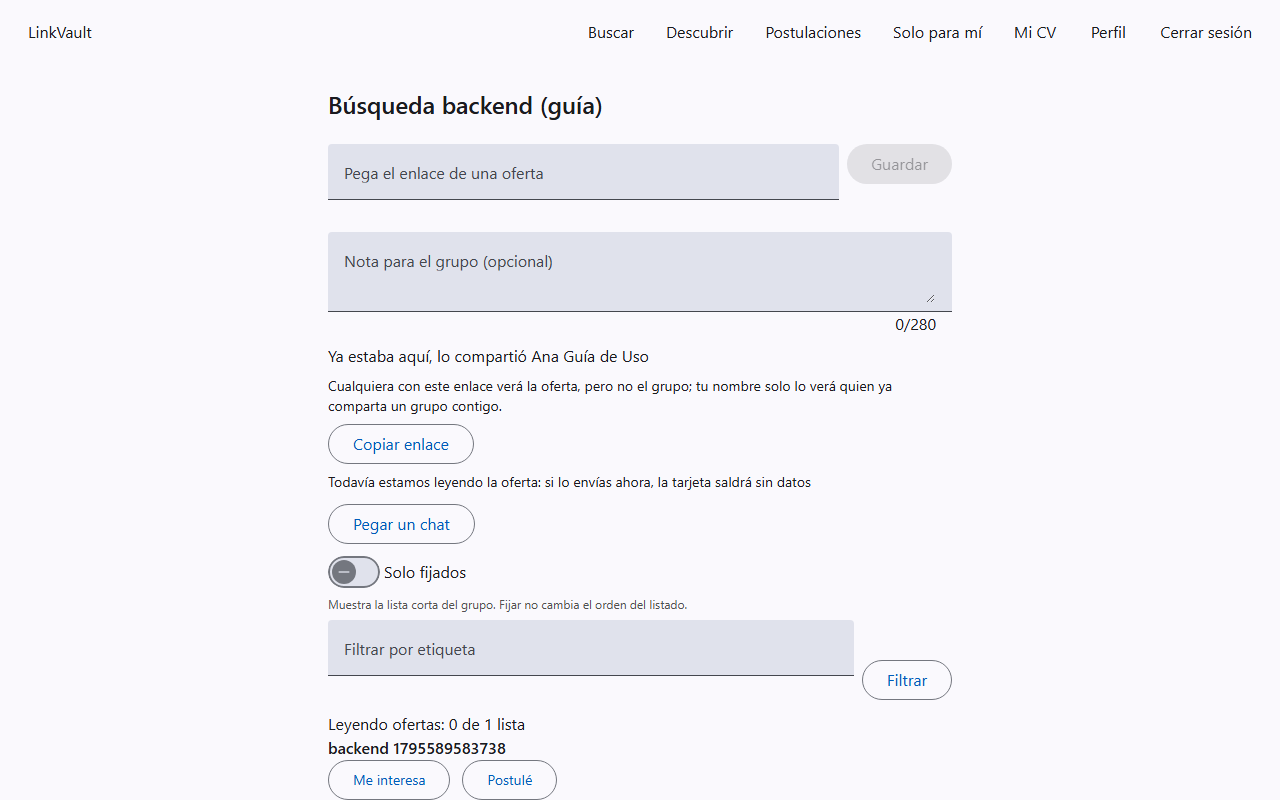 LinkVault
Buscar
Descubrir
Postulaciones
Solo para mí
Mi CV
Perfil
Cerrar sesión
Búsqueda backend (guía)
Pega el enlace de una oferta
Guardar
Nota para el grupo (opcional)
0/280
Ya estaba aquí, lo compartió Ana Guía de Uso
Cualquiera con este enlace verá la oferta, pero no el grupo; tu nombre solo lo verá quien ya
comparta un grupo contigo.
Copiar enlace
Todavía estamos leyendo la oferta: si lo envías ahora, la tarjeta saldrá sin datos
Pegar un chat
Solo fijados
Muestra la lista corta del grupo. Fijar no cambia el orden del listado.
Filtrar por etiqueta
Filtrar
Leyendo ofertas: 0 de 1 lista
backend 1795589583738
Me interesa
Postulé